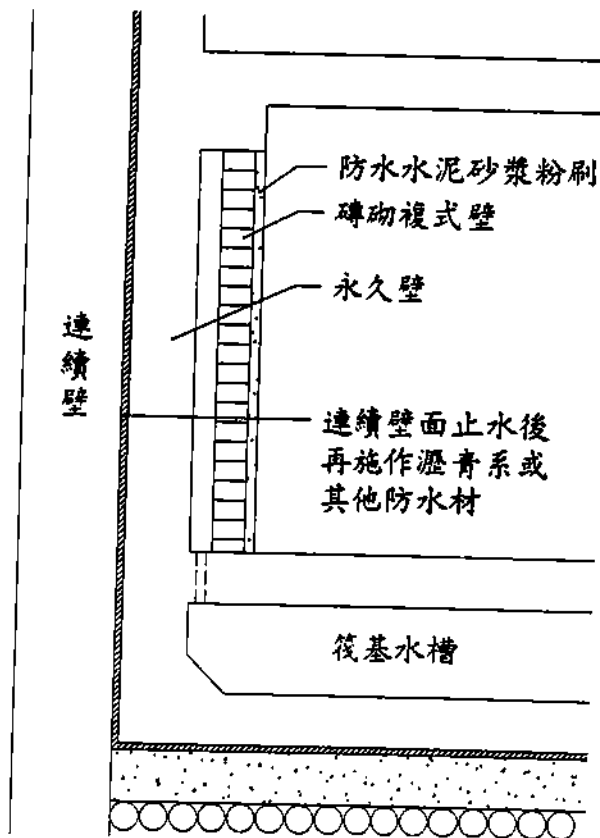 防水水泥砂漿粉刷
磚砌複式壁
永久壁
連續壁
連續壁面止水後
再施作瀝青系或
其他防水材
筏基水槽